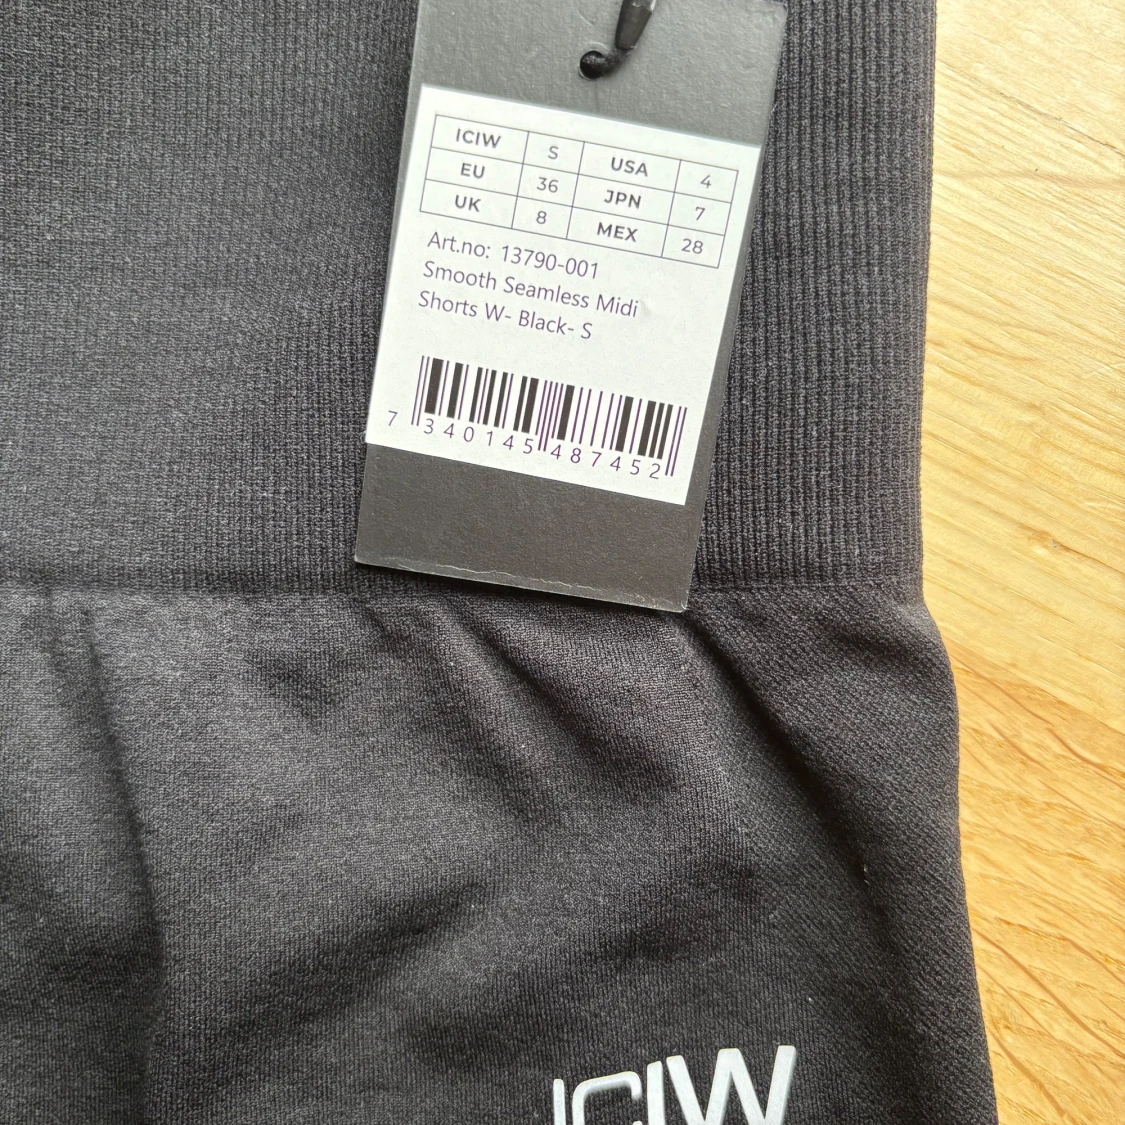 ICIW S USA 4
EU 36 JPN 7
UK 8 MEX 28
Art.no: 13790-001
Smooth Seamless Midi
Shorts W- Black- S
7 340145 487452
ICIW